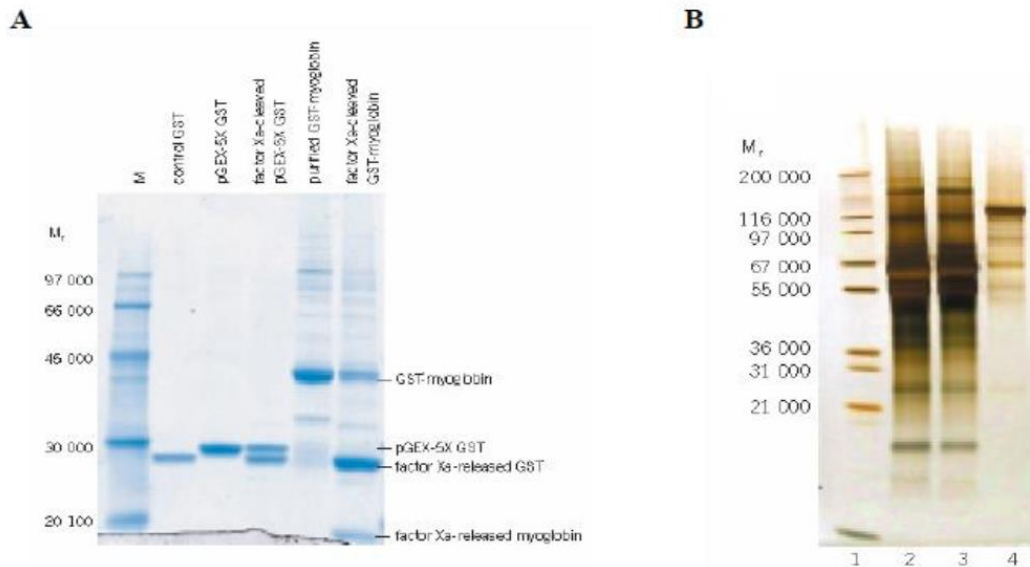 A
B
M
control GST
pGEX-5X GST
factor Xa-cleaved
pGEX-5X GST
purified GST-myoglobin
factor Xa-cleaved
GST-myoglobin
Mr
97 000
66 000
45 000
30 000
20 100
GST-myoglobin
pGEX-5X GST
factor Xa-released GST
factor Xa-released myoglobin
Mr
200 000
116 000
97 000
67 000
55 000
36 000
31 000
21 000
1 2 3 4